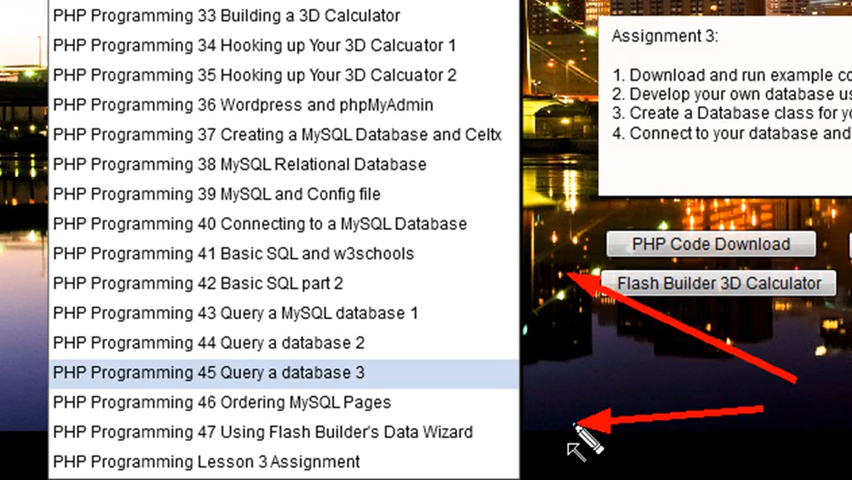 PHP Programming 33 Building a 3D Calculator
PHP Programming 34 Hooking up Your 3D Calcuator 1
PHP Programming 35 Hooking up Your 3D Calcuator 2
PHP Programming 36 Wordpress and phpMyAdmin
PHP Programming 37 Creating a MySQL Database and Celtx
PHP Programming 38 MySQL Relational Database
PHP Programming 39 MySQL and Config file
PHP Programming 40 Connecting to a MySQL Database
PHP Programming 41 Basic SQL and w3schools
PHP Programming 42 Basic SQL part 2
PHP Programming 43 Query a MySQL database 1
PHP Programming 44 Query a database 2
PHP Programming 45 Query a database 3
PHP Programming 46 Ordering MySQL Pages
PHP Programming 47 Using Flash Builder's Data Wizard
PHP Programming Lesson 3 Assignment
Assignment 3:
1. Download and run example
2. Develop your own database
3. Create a Database class for
4. Connect to your database and
PHP Code Download
Flash Builder 3D Calculator